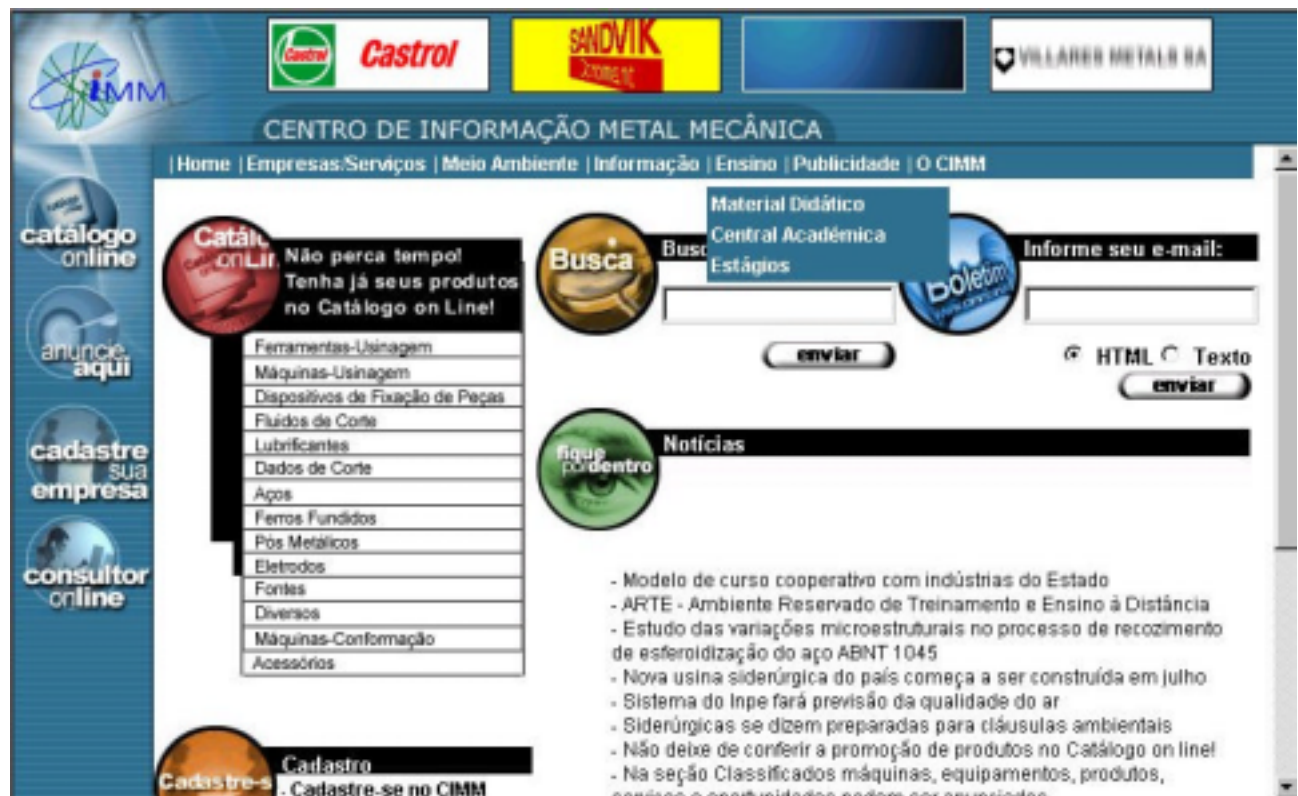 CIMM
Castrol
Castrol
SANDVIK
VILLARES METALS SA
CENTRO DE INFORMAÇÃO METAL MECÂNICA
|Home |Empresas/Serviços |Meio Ambiente |Informação |Ensino |Publicidade |O CIMM
Material Didático
Central Académica
Estágios
catálogo
online
anuncie
aqui
cadastre
sua
empresa
consultor
online
onLin
Não perca tempo!
Tenha já seus produtos
no Catálogo on Line!
Ferramentas-Usinagem
Máquinas-Usinagem
Dispositivos de Fixação de Peças
Fluidos de Corte
Lubrificantes
Dados de Corte
Aços
Ferros Fundidos
Pós Metálicos
Eletrodos
Fontes
Diversos
Máquinas-Conformação
Acessórios
Cadastre-s
Cadastro
- Cadastre-se no CIMM
Busca
Busc
enviar
Boletim
Informe seu e-mail:
HTML Texto
enviar
fique
pordentro
Notícias
- Modelo de curso cooperativo com indústrias do Estado
- ARTE - Ambiente Reservado de Treinamento e Ensino à Distância
- Estudo das variações microestruturais no processo de recozimento
de esferoidização do aço ABNT 1045
- Nova usina siderúrgica do país começa a ser construída em julho
- Sistema do Inpe fará previsão da qualidade do ar
- Siderúrgicas se dizem preparadas para cláusulas ambientais
- Não deixe de conferir a promoção de produtos no Catálogo on line!
- Na seção Classificados máquinas, equipamentos, produtos,